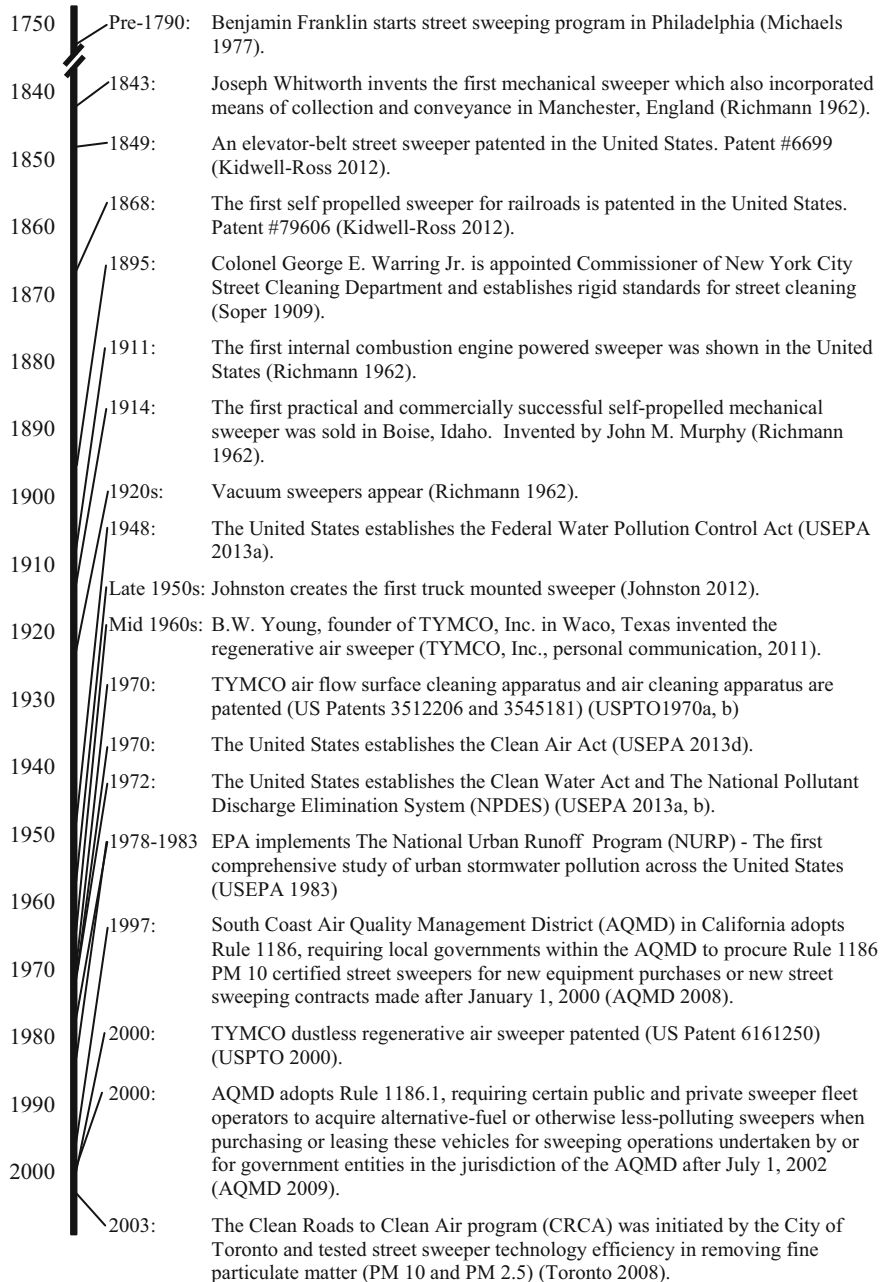 1750
Pre-1790: Benjamin Franklin starts street sweeping program in Philadelphia (Michaels
1977).
1840
1843: Joseph Whitworth invents the first mechanical sweeper which also incorporated
means of collection and conveyance in Manchester, England (Richmann 1962).
1849: An elevator-belt street sweeper patented in the United States. Patent #6699
1850
(Kidwell-Ross 2012).
1868: The first self propelled sweeper for railroads is patented in the United States.
1860
Patent #79606 (Kidwell-Ross 2012).
1895: Colonel George E. Warring Jr. is appointed Commissioner of New York City
1870
Street Cleaning Department and establishes rigid standards for street cleaning
(Soper 1909).
1911: The first internal combustion engine powered sweeper was shown in the United
1880
States (Richmann 1962).
1914: The first practical and commercially successful self-propelled mechanical
1890
sweeper was sold in Boise, Idaho. Invented by John M. Murphy (Richmann
1962).
1900
1920s: Vacuum sweepers appear (Richmann 1962).
1948: The United States establishes the Federal Water Pollution Control Act (USEPA
2013a).
1910
Late 1950s: Johnston creates the first truck mounted sweeper (Johnston 2012).
1920
Mid 1960s: B.W. Young, founder of TYMCO, Inc. in Waco, Texas invented the
regenerative air sweeper (TYMCO, Inc., personal communication, 2011).
1970: TYMCO air flow surface cleaning apparatus and air cleaning apparatus are
1930
patented (US Patents 3512206 and 3545181) (USPTO1970a, b)
1970: The United States establishes the Clean Air Act (USEPA 2013d).
1940
1972: The United States establishes the Clean Water Act and The National Pollutant
Discharge Elimination System (NPDES) (USEPA 2013a, b).
1950
1978-1983 EPA implements The National Urban Runoff Program (NURP) - The first
comprehensive study of urban stormwater pollution across the United States
(USEPA 1983)
1960
1997: South Coast Air Quality Management District (AQMD) in California adopts
Rule 1186, requiring local governments within the AQMD to procure Rule 1186
1970
PM 10 certified street sweepers for new equipment purchases or new street
sweeping contracts made after January 1, 2000 (AQMD 2008).
1980
2000: TYMCO dustless regenerative air sweeper patented (US Patent 6161250)
(USPTO 2000).
2000: AQMD adopts Rule 1186.1, requiring certain public and private sweeper fleet
1990
operators to acquire alternative-fuel or otherwise less-polluting sweepers when
purchasing or leasing these vehicles for sweeping operations undertaken by or
2000
for government entities in the jurisdiction of the AQMD after July 1, 2002
(AQMD 2009).
2003: The Clean Roads to Clean Air program (CRCA) was initiated by the City of
Toronto and tested street sweeper technology efficiency in removing fine
particulate matter (PM 10 and PM 2.5) (Toronto 2008).